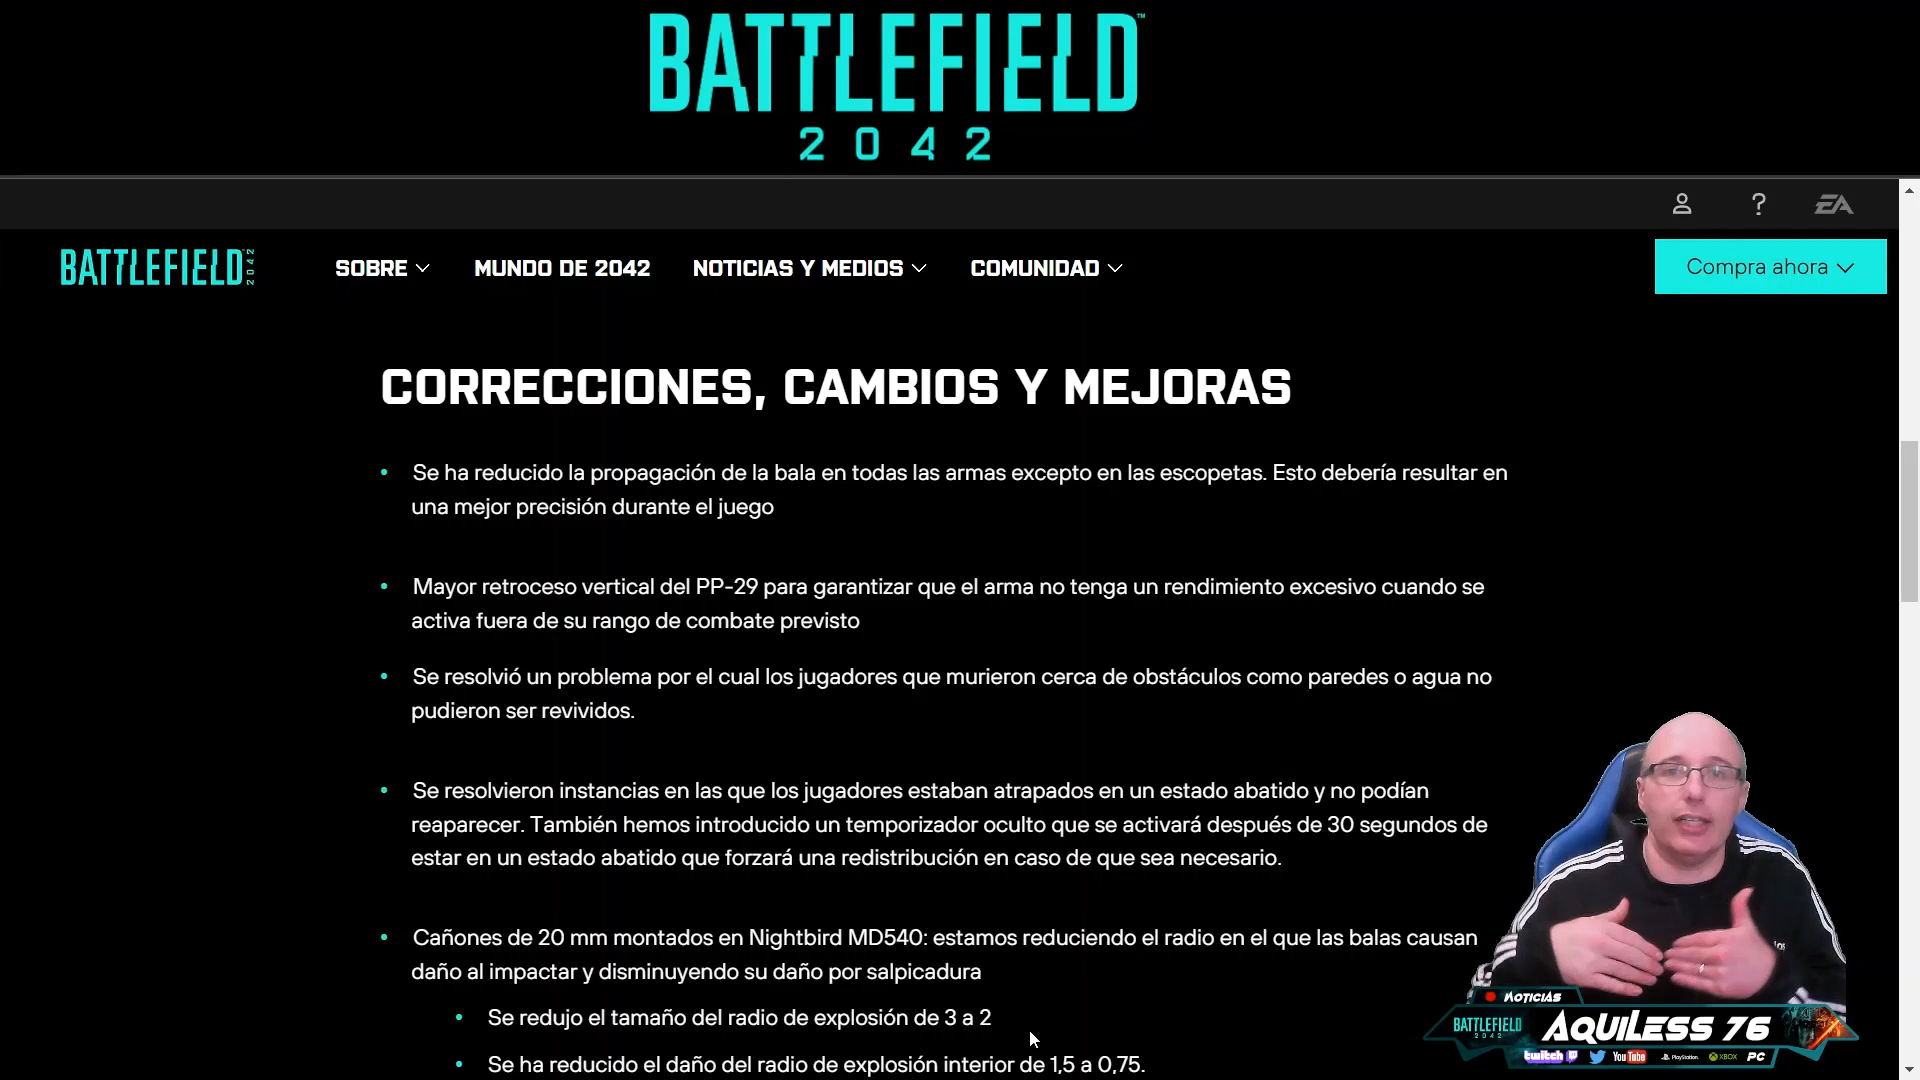 BATTLEFIELD™
2042
EA
BATTLEFIELD 2042
SOBRE
MUNDO DE 2042
NOTICIAS Y MEDIOS
COMUNIDAD
Compra ahora
CORRECCIONES, CAMBIOS Y MEJORAS
• Se ha reducido la propagación de la bala en todas las armas excepto en las escopetas. Esto debería resultar en
una mejor precisión durante el juego
• Mayor retroceso vertical del PP-29 para garantizar que el arma no tenga un rendimiento excesivo cuando se
activa fuera de su rango de combate previsto
• Se resolvió un problema por el cual los jugadores que murieron cerca de obstáculos como paredes o agua no
pudieron ser revividos.
• Se resolvieron instancias en las que los jugadores estaban atrapados en un estado abatido y no podían
reaparecer. También hemos introducido un temporizador oculto que se activará después de 30 segundos de
estar en un estado abatido que forzará una redistribución en caso de que sea necesario.
• Cañones de 20 mm montados en Nightbird MD540: estamos reduciendo el radio en el que las balas causan
daño al impactar y disminuyendo su daño por salpicadura
• Se redujo el tamaño del radio de explosión de 3 a 2
• Se ha reducido el daño del radio de explosión interior de 1,5 a 0,75.
NOTICIAS
BATTLEFIELD
2042
AQUILESS 76
twitch
YouTube
PlayStation
XBOX
PC